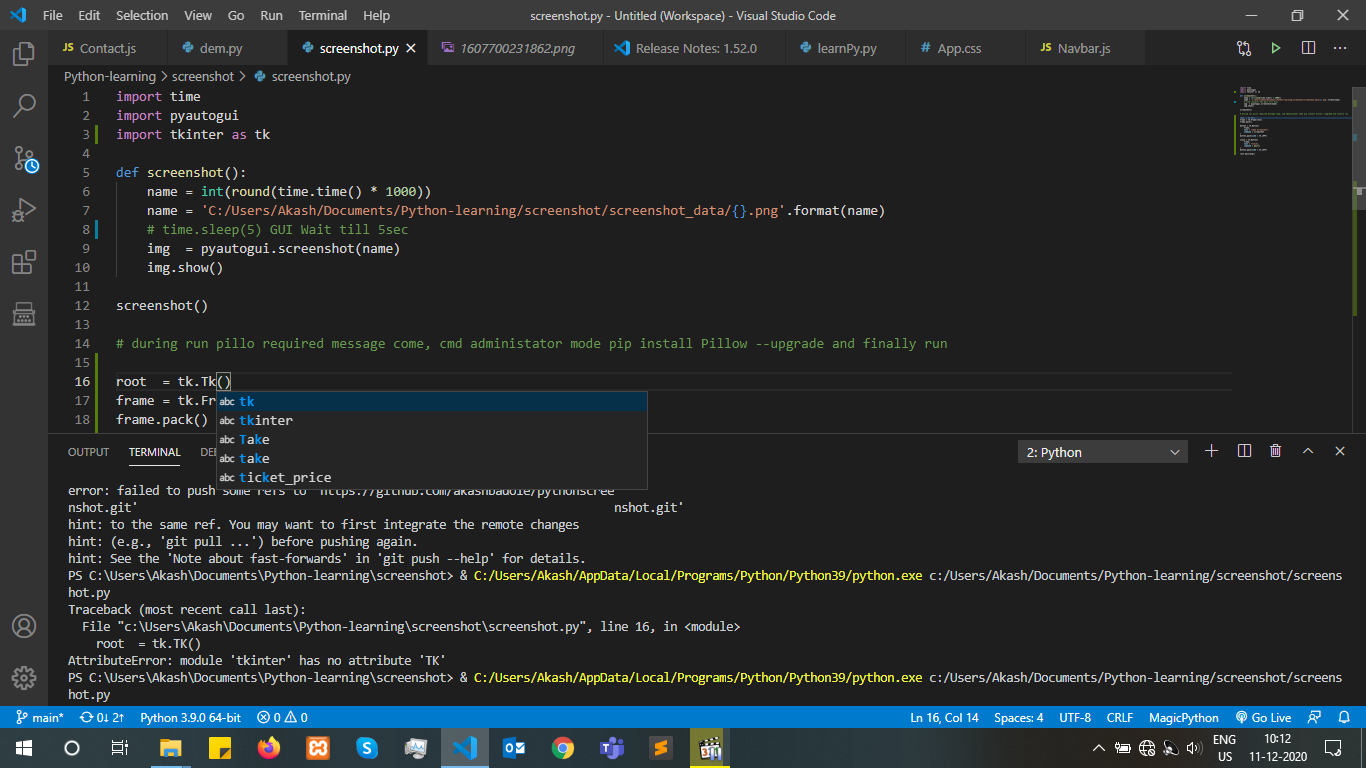 File Edit Selection View Go Run Terminal Help screenshot.py - Untitled (Workspace) - Visual Studio Code
JS Contact.js dem.py screenshot.py 1607700231862.png Release Notes: 1.52.0 learnPy.py # App.css JS Navbar.js
Python-learning > screenshot > screenshot.py
1 import time
2 import pyautogui
3 import tkinter as tk
4
5 def screenshot():
6 name = int(round(time.time() * 1000))
7 name = 'C:/Users/Akash/Documents/Python-learning/screenshot/screenshot_data/{}.png'.format(name)
8 # time.sleep(5) GUI Wait till 5sec
9 img  = pyautogui.screenshot(name)
10 img.show()
11
12 screenshot()
13
14 # during run pillo required message come, cmd administator mode pip install Pillow --upgrade and finally run
15
16 root  = tk.Tk()
17 frame = tk.Fr
18 frame.pack()
abc tk
abc tkinter
abc Take
abc take
abc ticket_price
OUTPUT TERMINAL DE 2: Python
error: failed to push some refs to 'https://github.com/akashbadole/pythonscree
nshot.git' nshot.git'
hint: to the same ref. You may want to first integrate the remote changes
hint: (e.g., 'git pull ...') before pushing again.
hint: See the 'Note about fast-forwards' in 'git push --help' for details.
PS C:\Users\Akash\Documents\Python-learning\screenshot> & C:/Users/Akash/AppData/Local/Programs/Python/Python39/python.exe c:/Users/Akash/Documents/Python-learning/screenshot/screens
hot.py
Traceback (most recent call last):
File "c:\Users\Akash\Documents\Python-learning\screenshot\screenshot.py", line 16, in <module>
root  = tk.TK()
AttributeError: module 'tkinter' has no attribute 'TK'
PS C:\Users\Akash\Documents\Python-learning\screenshot> & C:/Users/Akash/AppData/Local/Programs/Python/Python39/python.exe c:/Users/Akash/Documents/Python-learning/screenshot/screens
hot.py
main* 0↓ 2↑ Python 3.9.0 64-bit 0 0 Ln 16, Col 14 Spaces: 4 UTF-8 CRLF MagicPython Go Live
ENG 10:12
US 11-12-2020